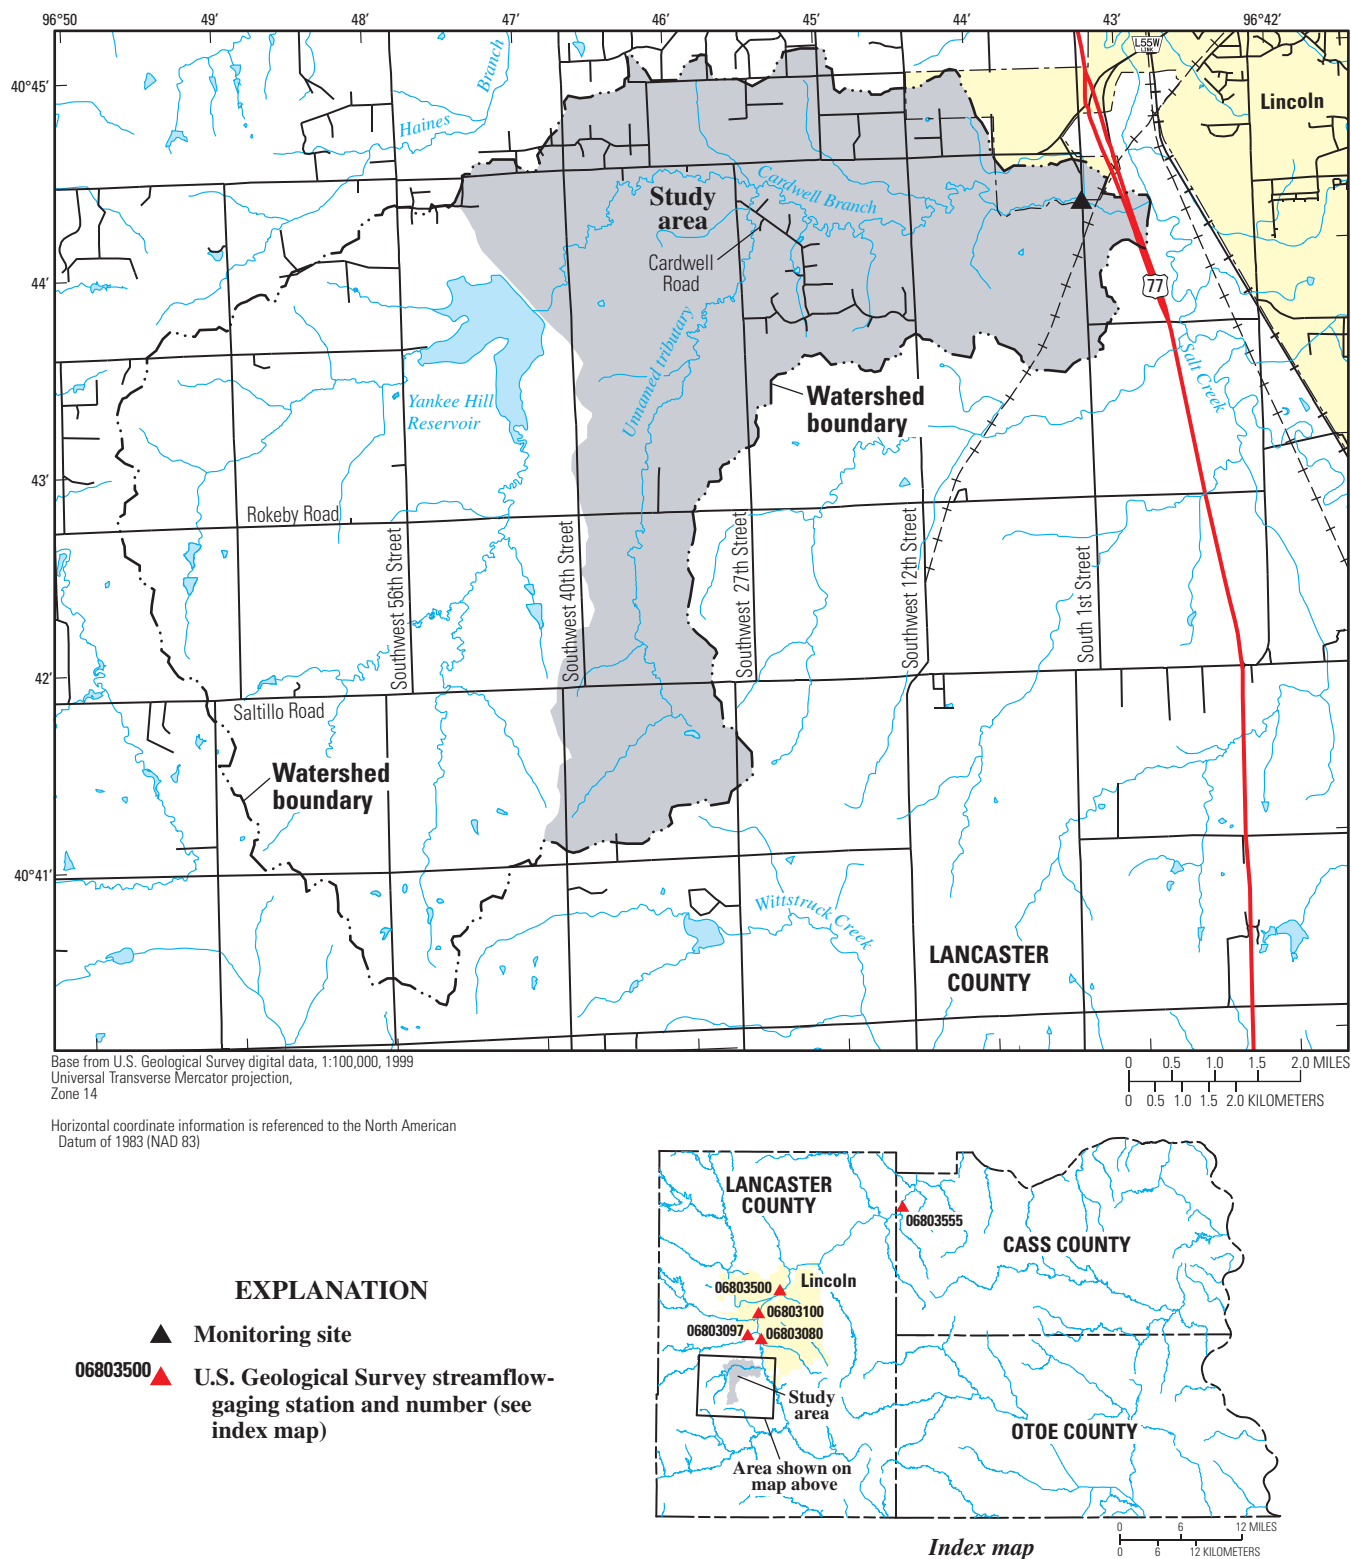 96°50 49 48' 47 46' 45' 44' 43' 96°42'
40°45'
44'
43'
42'
40°41'
L55W
LINK
Lincoln
Haines
Branch
Study
area
Cardwell Branch
Cardwell
Road
77
Salt Creek
Unnamed tributary
Yankee Hill
Reservoir
Watershed
boundary
Rokeby Road
Southwest 56th Street
Southwest 40th Street
Southwest 27th Street
Southwest 12th Street
South 1st Street
Saltillo Road
Watershed
boundary
Wittstruck Creek
LANCASTER
COUNTY
Base from U.S. Geological Survey digital data, 1:100,000, 1999
Universal Transverse Mercator projection,
Zone 14
Horizontal coordinate information is referenced to the North American
Datum of 1983 (NAD 83)
0 0.5 1.0 1.5 2.0 MILES
0 0.5 1.0 1.5 2.0 KILOMETERS
EXPLANATION
Monitoring site
06803500 U.S. Geological Survey streamflow-
gaging station and number (see
index map)
LANCASTER
COUNTY
06803555
CASS COUNTY
Lincoln
06803500
06803100
06803097
06803080
Study
area
OTOE COUNTY
Area shown on
map above
Index map
0 6 12 MILES
0 6 12 KILOMETERS